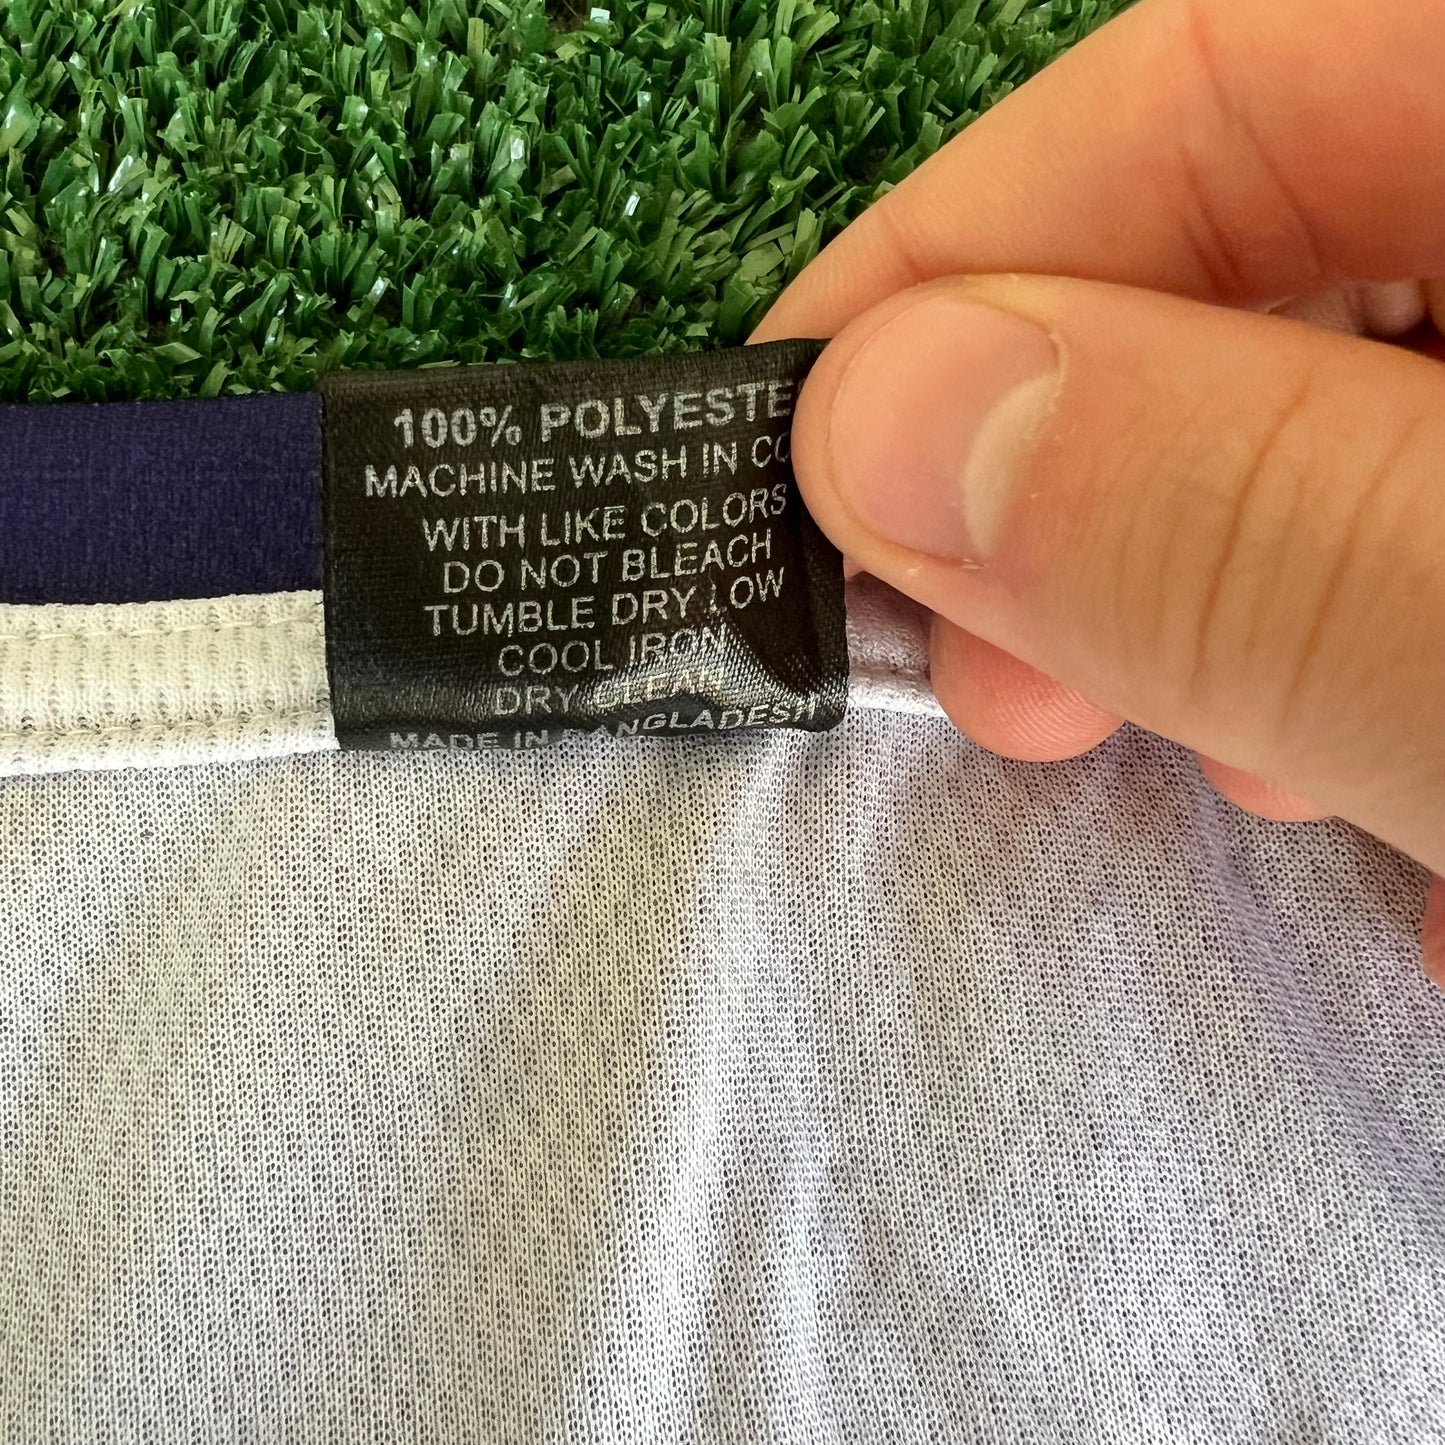 100% POLYESTE
MACHINE WASH IN CO
WITH LIKE COLORS
DO NOT BLEACH
TUMBLE DRY LOW
COOL IRON
DRY
MADE IN BANGLADESH